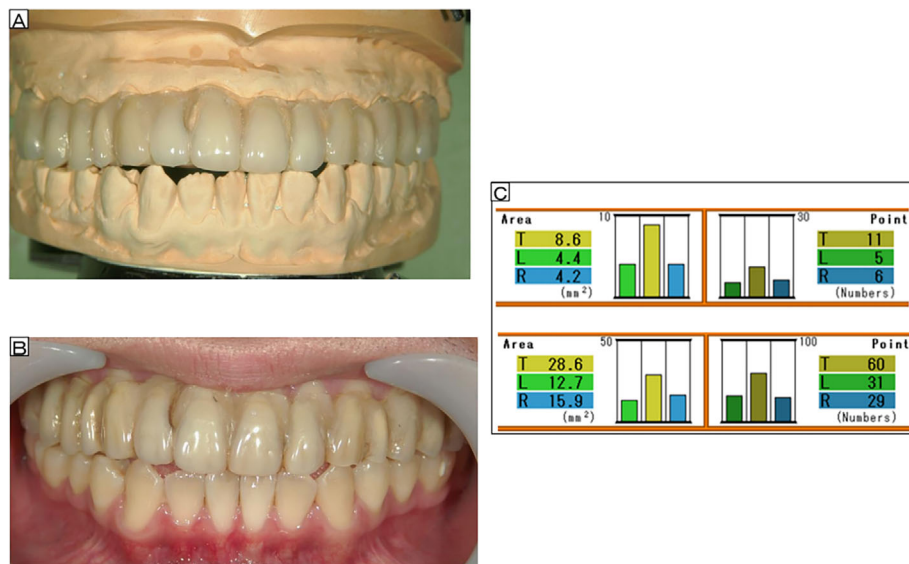 A
B
C
Area 10 30 Point
T 8.6 T 11
L 4.4 L 5
R 4.2 R 6
(mm²) (Numbers)
Area 50 100 Point
T 28.6 T 60
L 12.7 L 31
R 15.9 R 29
(mm²) (Numbers)